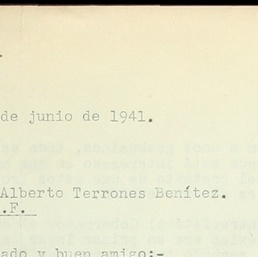 de junio de 1941.
Alberto Terrones Benítez.
.F.
ado y buen amigo:-